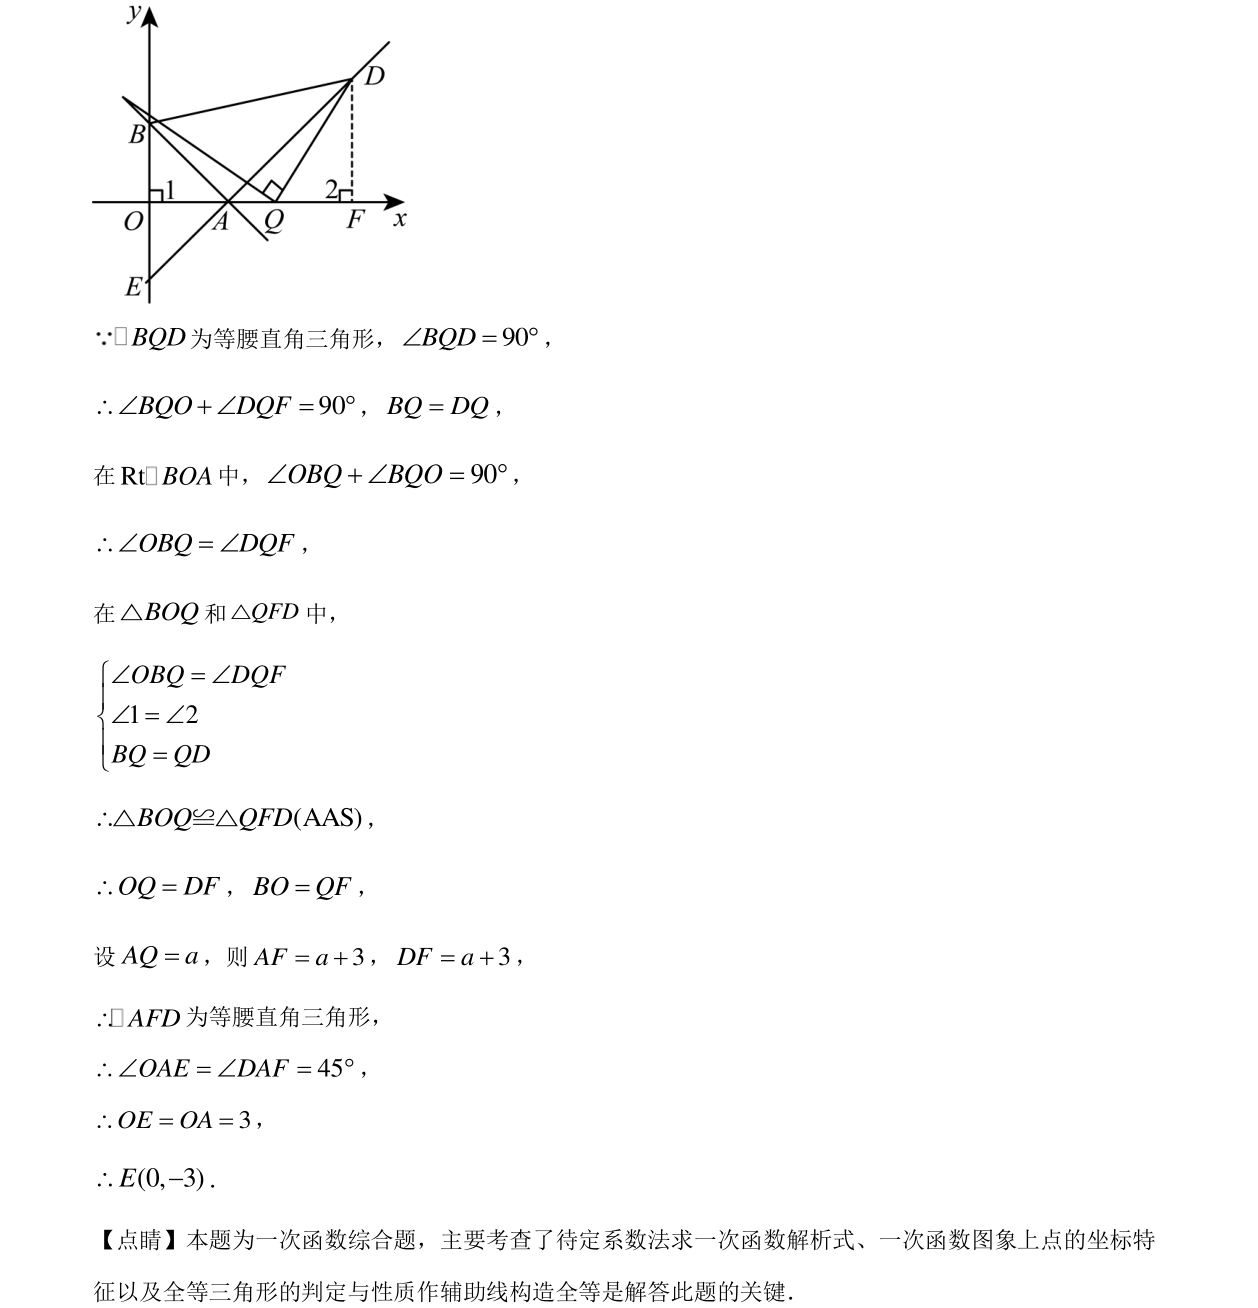 y
D
B
1
2
O
A
Q
F
x
E
∵□BQD为等腰直角三角形，∠BQD=90°，
∴∠BQO+∠DQF=90°，BQ=DQ，
在Rt□BOA中，∠OBQ+∠BQO=90°，
∴∠OBQ=∠DQF，
在△BOQ和△QFD中，
∠OBQ=∠DQF
∠1=∠2
BQ=QD
∴△BOQ≌△QFD(AAS)，
∴OQ=DF，BO=QF，
设AQ=a，则AF=a+3，DF=a+3，
∴□AFD为等腰直角三角形，
∴∠OAE=∠DAF=45°，
∴OE=OA=3，
∴E(0,–3)．
【点睛】本题为一次函数综合题，主要考查了待定系数法求一次函数解析式、一次函数图象上点的坐标特
征以及全等三角形的判定与性质作辅助线构造全等是解答此题的关键．